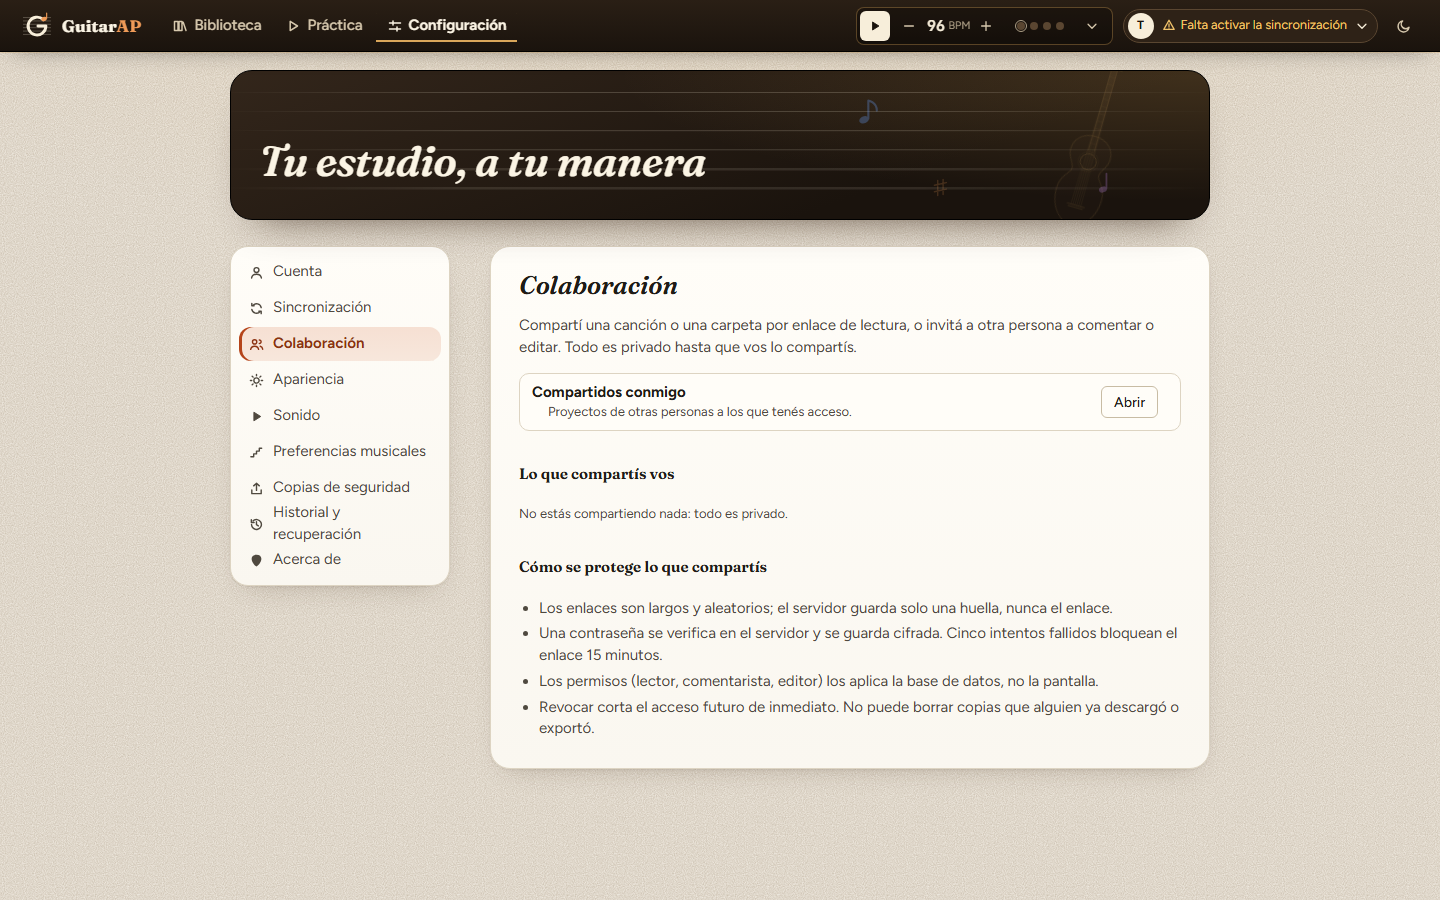 GuitarAP
Biblioteca
Práctica
Configuración
96 BPM
T
Falta activar la sincronización
Tu estudio, a tu manera
Cuenta
Sincronización
Colaboración
Apariencia
Sonido
Preferencias musicales
Copias de seguridad
Historial y
recuperación
Acerca de
Colaboración
Compartí una canción o una carpeta por enlace de lectura, o invitá a otra persona a comentar o
editar. Todo es privado hasta que vos lo compartís.
Compartidos conmigo
Proyectos de otras personas a los que tenés acceso.
Abrir
Lo que compartís vos
No estás compartiendo nada: todo es privado.
Cómo se protege lo que compartís
Los enlaces son largos y aleatorios; el servidor guarda solo una huella, nunca el enlace.
Una contraseña se verifica en el servidor y se guarda cifrada. Cinco intentos fallidos bloquean el
enlace 15 minutos.
Los permisos (lector, comentarista, editor) los aplica la base de datos, no la pantalla.
Revocar corta el acceso futuro de inmediato. No puede borrar copias que alguien ya descargó o
exportó.